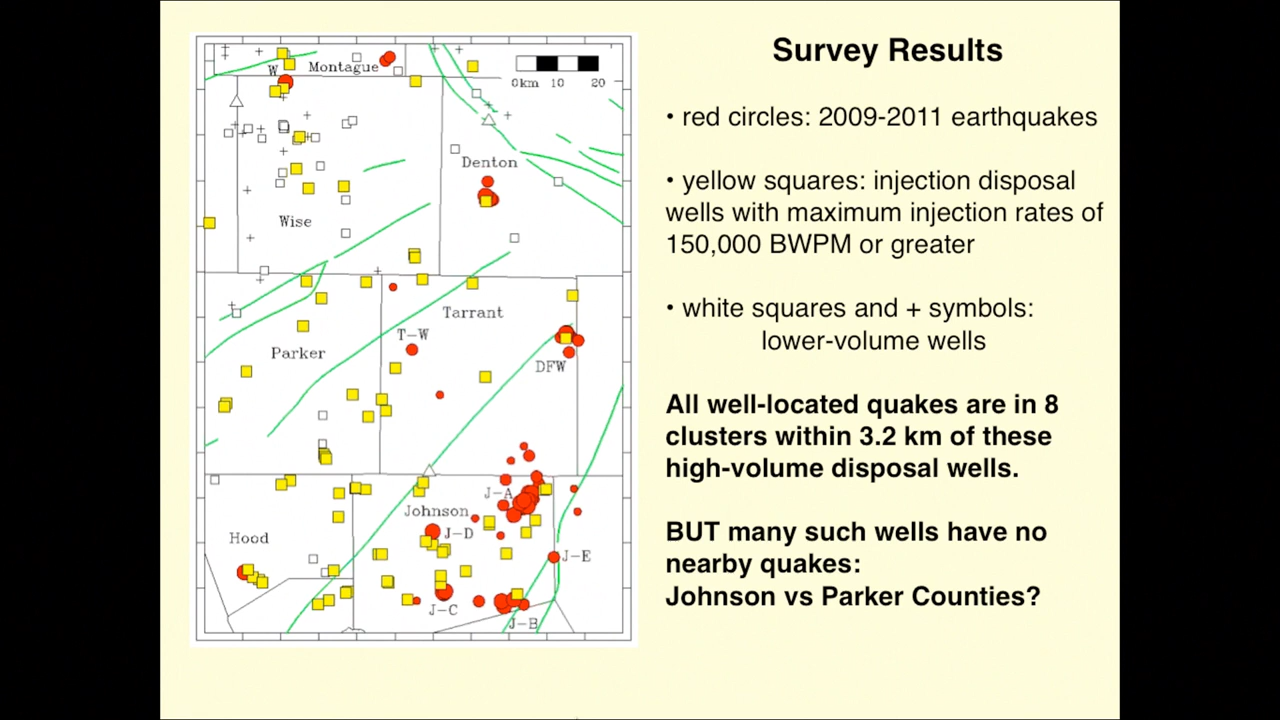 Survey Results
• red circles: 2009-2011 earthquakes
• yellow squares: injection disposal
wells with maximum injection rates of
150,000 BWPM or greater
• white squares and + symbols:
lower-volume wells
All well-located quakes are in 8
clusters within 3.2 km of these
high-volume disposal wells.
BUT many such wells have no
nearby quakes:
Johnson vs Parker Counties?
W
Montague
0km 10 20
Denton
Wise
Tarrant
T-W
Parker
DFW
J-A
Johnson
J-D
Hood
J-E
J-C
J-B